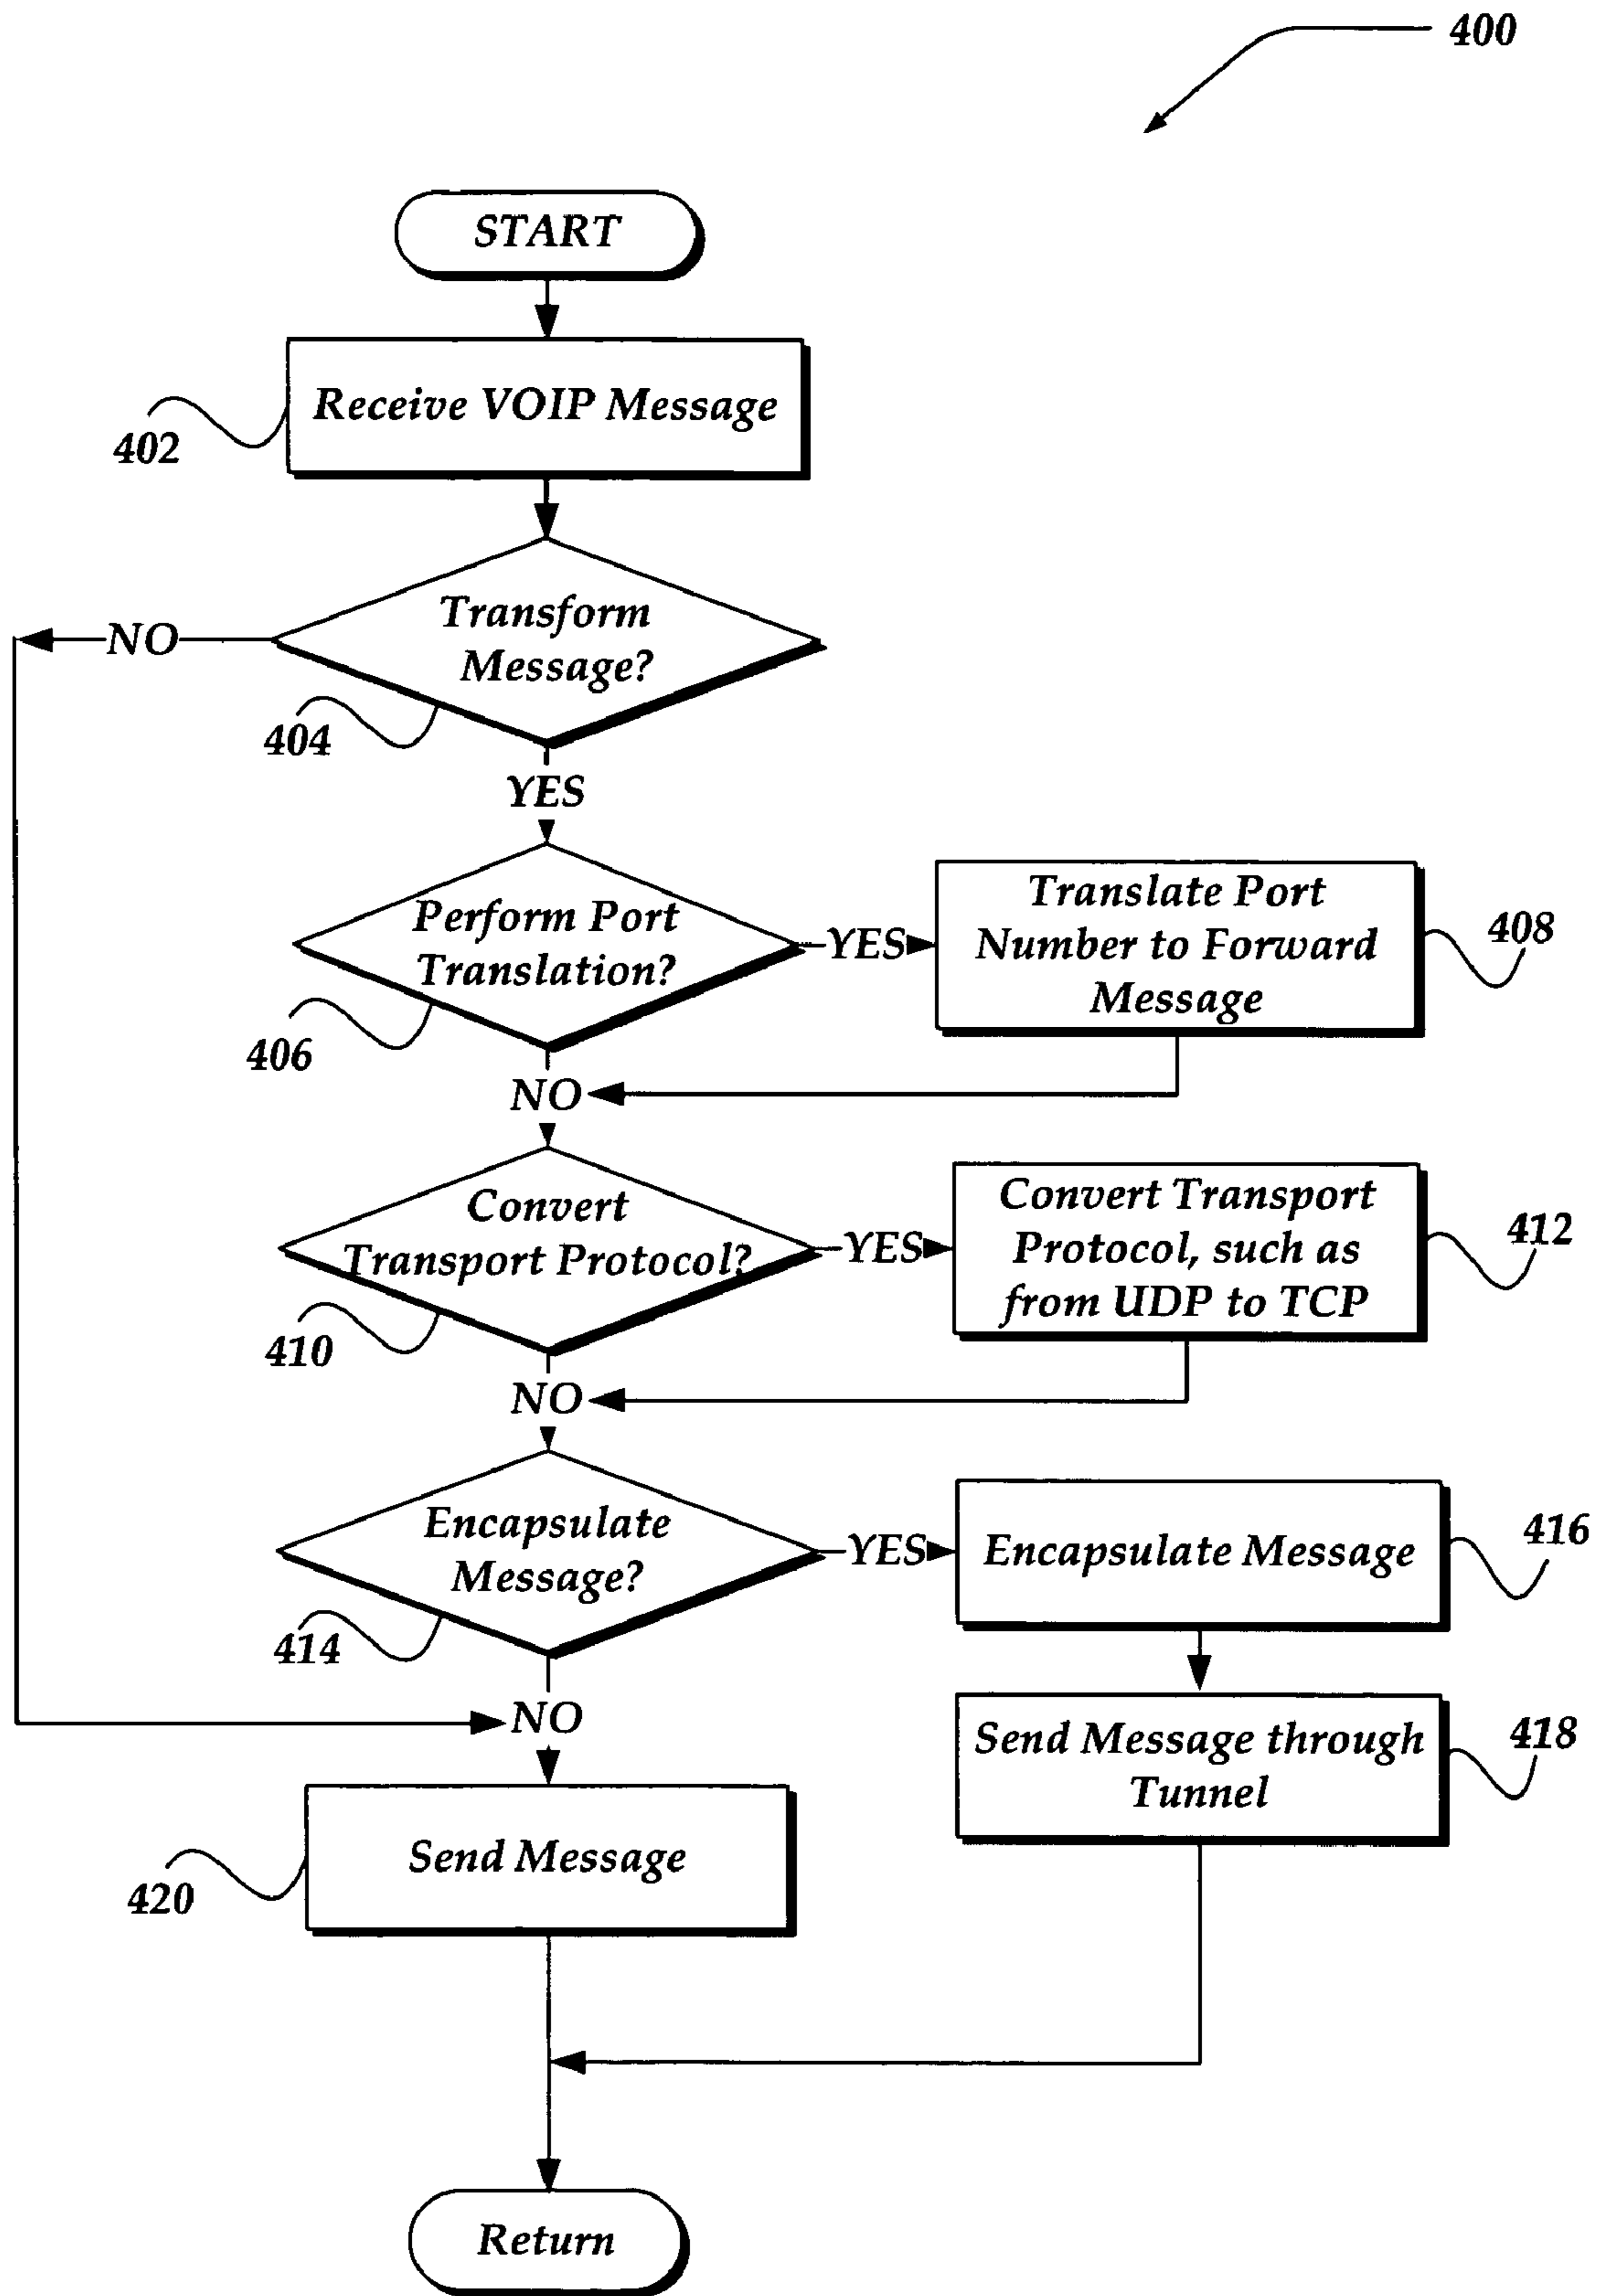 400
START
Receive VOIP Message
402
Transform
Message?
NO
404
YES
Perform Port
Translation?
406
YES
Translate Port
Number to Forward
Message
408
NO
Convert
Transport Protocol?
410
YES
Convert Transport
Protocol, such as
from UDP to TCP
412
NO
Encapsulate
Message?
414
YES
Encapsulate Message
416
Send Message through
Tunnel
418
NO
Send Message
420
Return